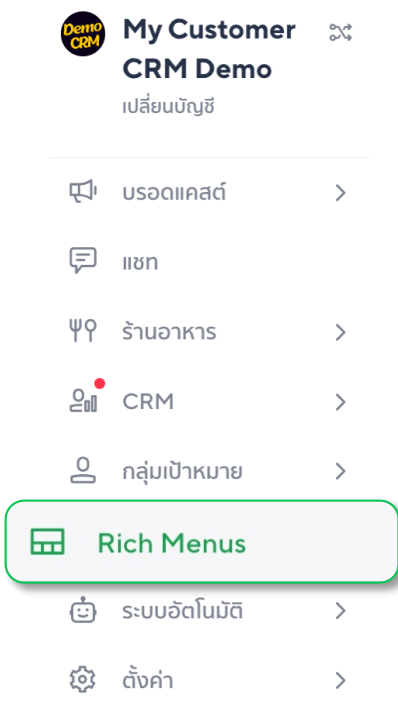 Demo
CRM
My Customer
CRM Demo
เปลี่ยนบัญชี
บรอดแคสต์
แชท
ร้านอาหาร
CRM
กลุ่มเป้าหมาย
Rich Menus
ระบบอัตโนมัติ
ตั้งค่า